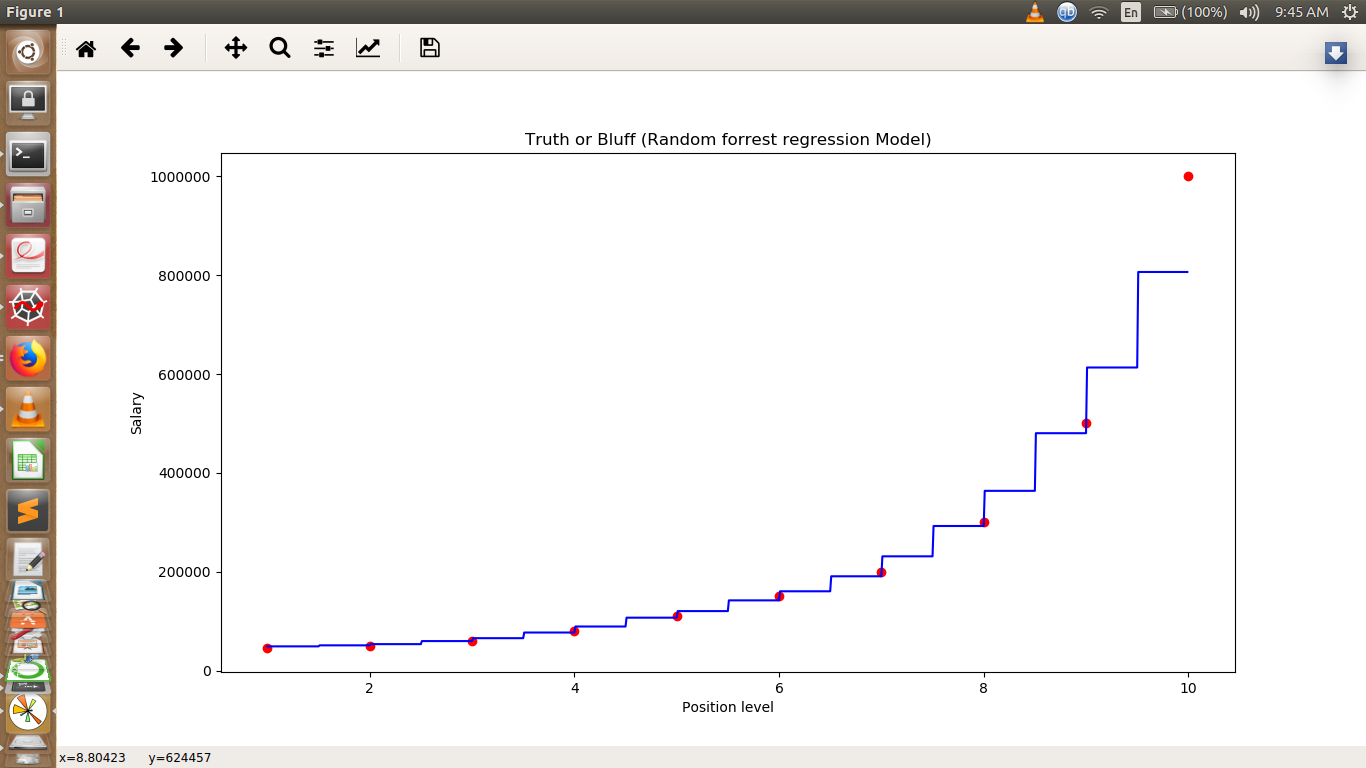 Figure 1
qb
En
(100%)
9:45 AM
Truth or Bluff (Random forrest regression Model)
1000000
800000
600000
400000
200000
0
Salary
2 4 6 8 10
Position level
x=8.80423 y=624457